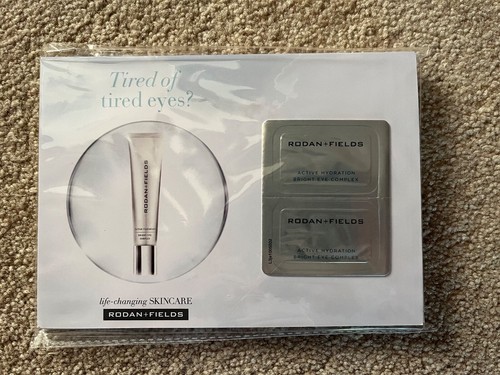 Tired of
tired eyes?
RODAN+FIELDS
life-changing SKINCARE
RODAN+FIELDS
RODAN+FIELDS
ACTIVE HYDRATION
BRIGHT EYE COMPLEX
RODAN+FIELDS
ACTIVE HYDRATION
BRIGHT EYE COMPLEX